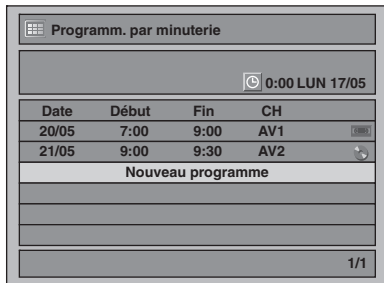 Programm. par minuterie
0:00 LUN 17/05
Date Début Fin CH
20/05 7:00 9:00 AV1
21/05 9:00 9:30 AV2
Nouveau programme
1/1